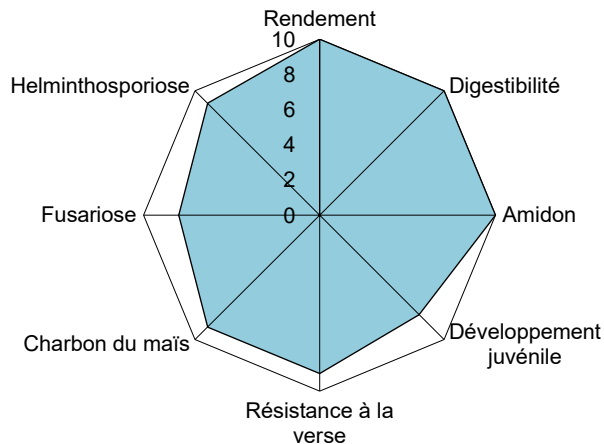 Rendement
10
8
6
4
2
0
Digestibilité
Amidon
Développement
juvénile
Résistance à la
verse
Charbon du maïs
Fusariose
Helminthosporiose